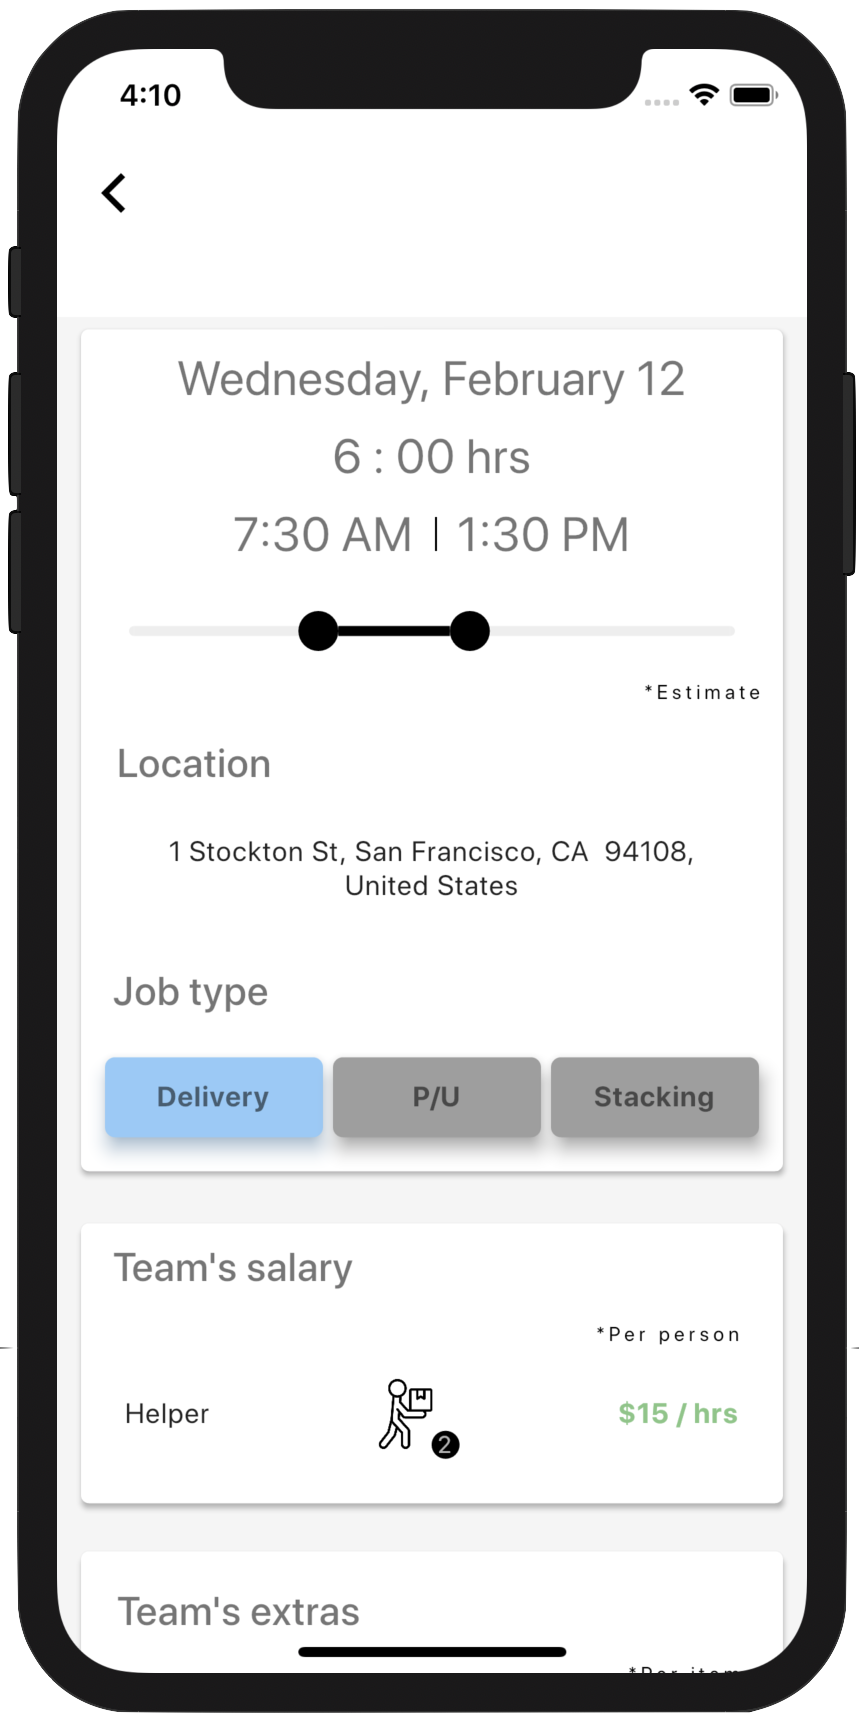 4:10
Wednesday, February 12
6 : 00 hrs
7:30 AM | 1:30 PM
*Estimate
Location
1 Stockton St, San Francisco, CA  94108,
United States
Job type
Delivery P/U Stacking
Team's salary
*Per person
Helper 2 $15 / hrs
Team's extras
*Per item